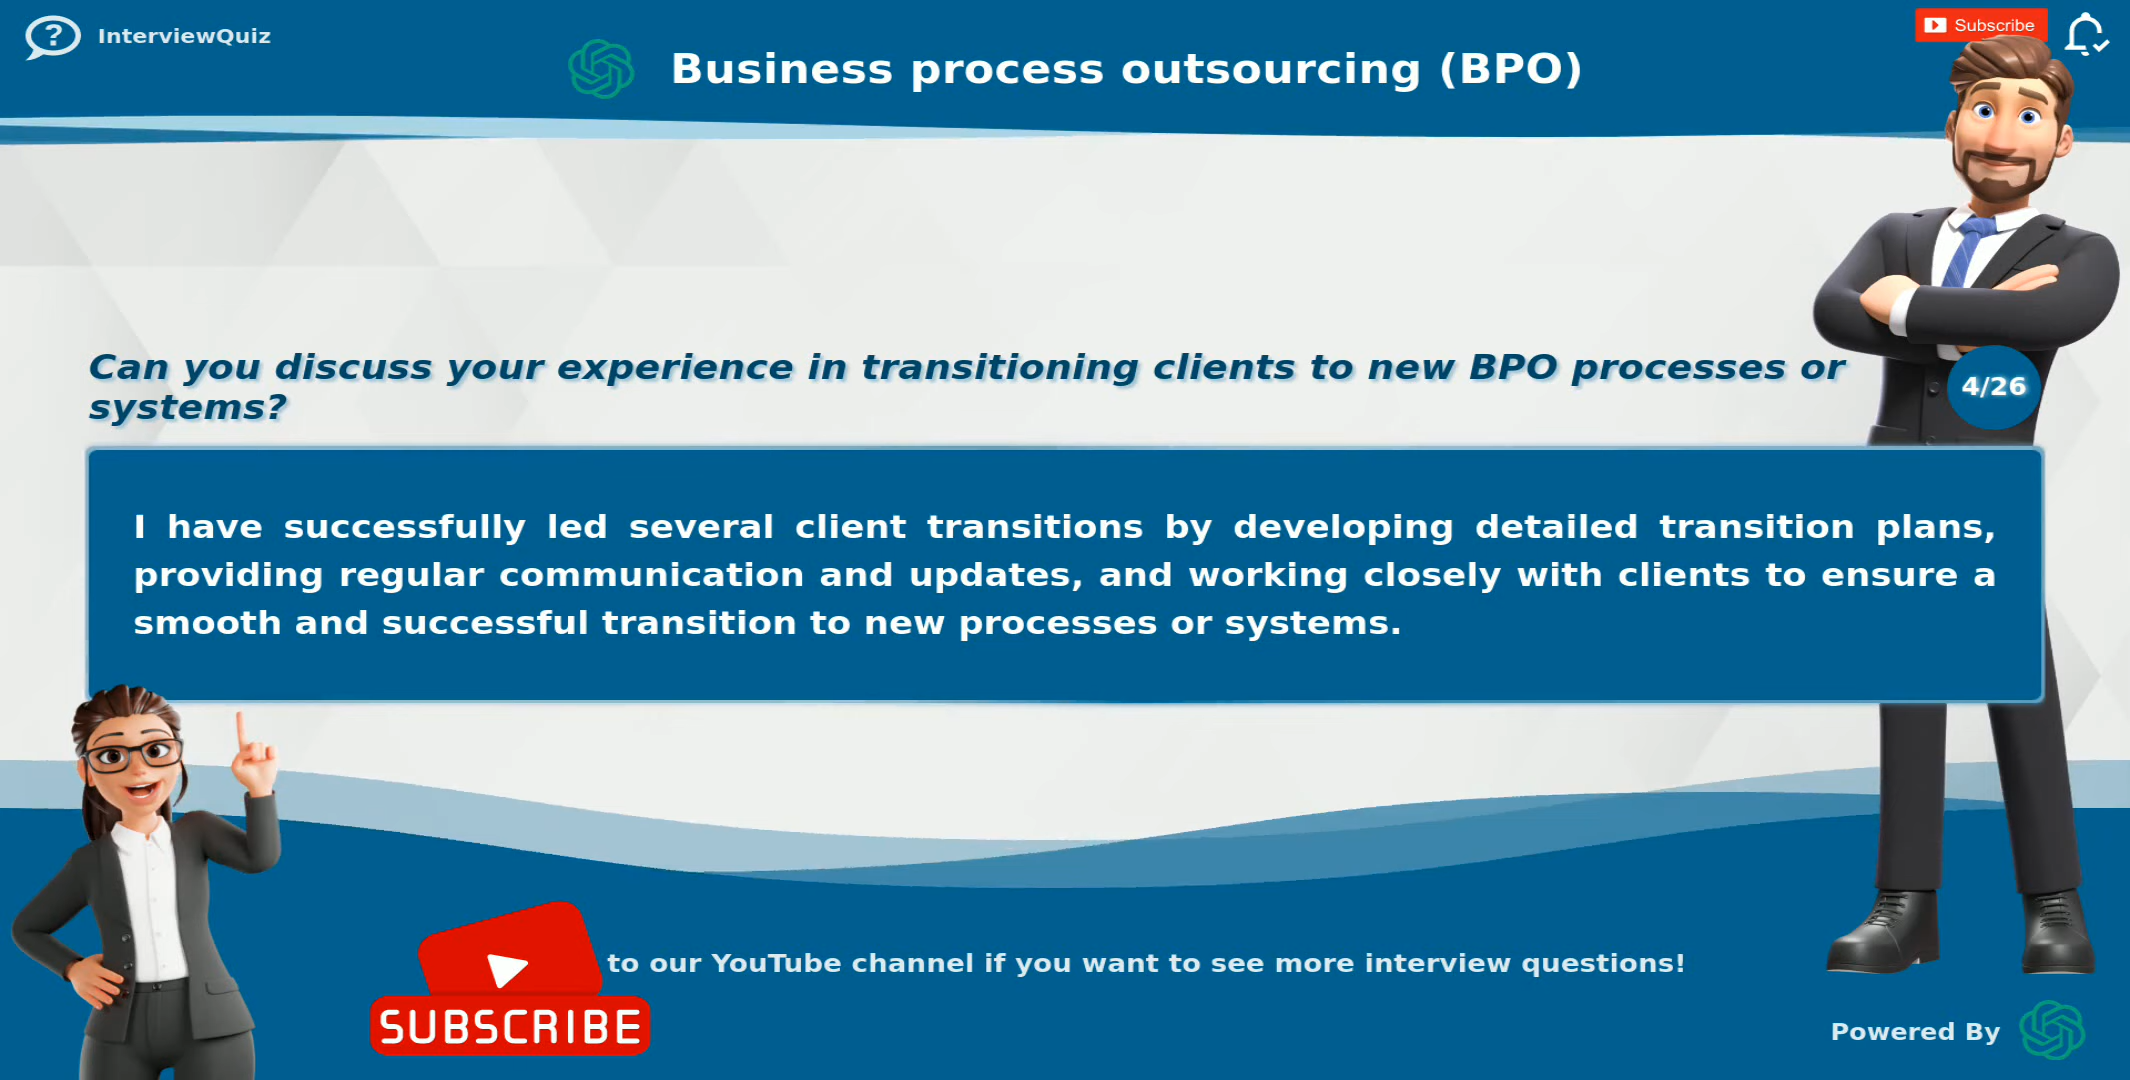 InterviewQuiz
Subscribe
Business process outsourcing (BPO)
Can you discuss your experience in transitioning clients to new BPO processes or
systems?
4/26
I have successfully led several client transitions by developing detailed transition plans,
providing regular communication and updates, and working closely with clients to ensure a
smooth and successful transition to new processes or systems.
to our YouTube channel if you want to see more interview questions!
SUBSCRIBE
Powered By